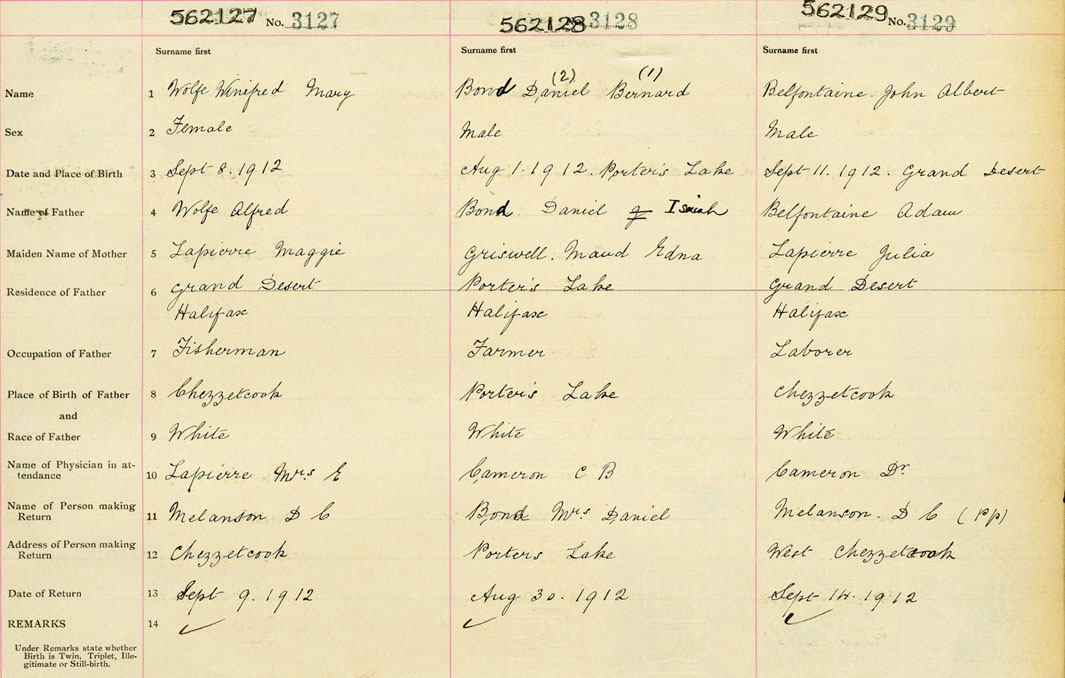 562127 No. 3127 562128 3128 562129 No. 3129
Surname first Surname first Surname first
Name 1 Wolfe Winifred Mary Bond Daniel (2) Bernard (1) Belfontaine John Albert
Sex 2 Female Male Male
Date and Place of Birth 3 Sept 8. 1912 Aug 1. 1912. Porter's Lake Sept 11. 1912. Grand Desert
Name of Father 4 Wolfe Alfred Bond Daniel of Isaiah Belfontaine Adam
Maiden Name of Mother 5 Lapierre Maggie Griswell. Maud Edna Lapierre Julia
Residence of Father 6 Grand Desert Porter's Lake Grand Desert
Halifax Halifax Halifax
Occupation of Father 7 Fisherman Farmer Laborer
Place of Birth of Father 8 Chezzetcook Porter's Lake Chezzetcook
and
Race of Father 9 White White White
Name of Physician in at-
tendance 10 Lapierre Mrs E Cameron C B Cameron Dr.
Name of Person making
Return 11 Melanson D C Bond Mrs Daniel Melanson. D C (PP)
Address of Person making
Return 12 Chezzetcook Porters Lake West Chezzetcook
Date of Return 13 Sept 9. 1912 Aug 30. 1912 Sept 14. 1912
REMARKS 14
Under Remarks state whether
Birth is Twin, Triplet, Ille-
gitimate or Still-birth.